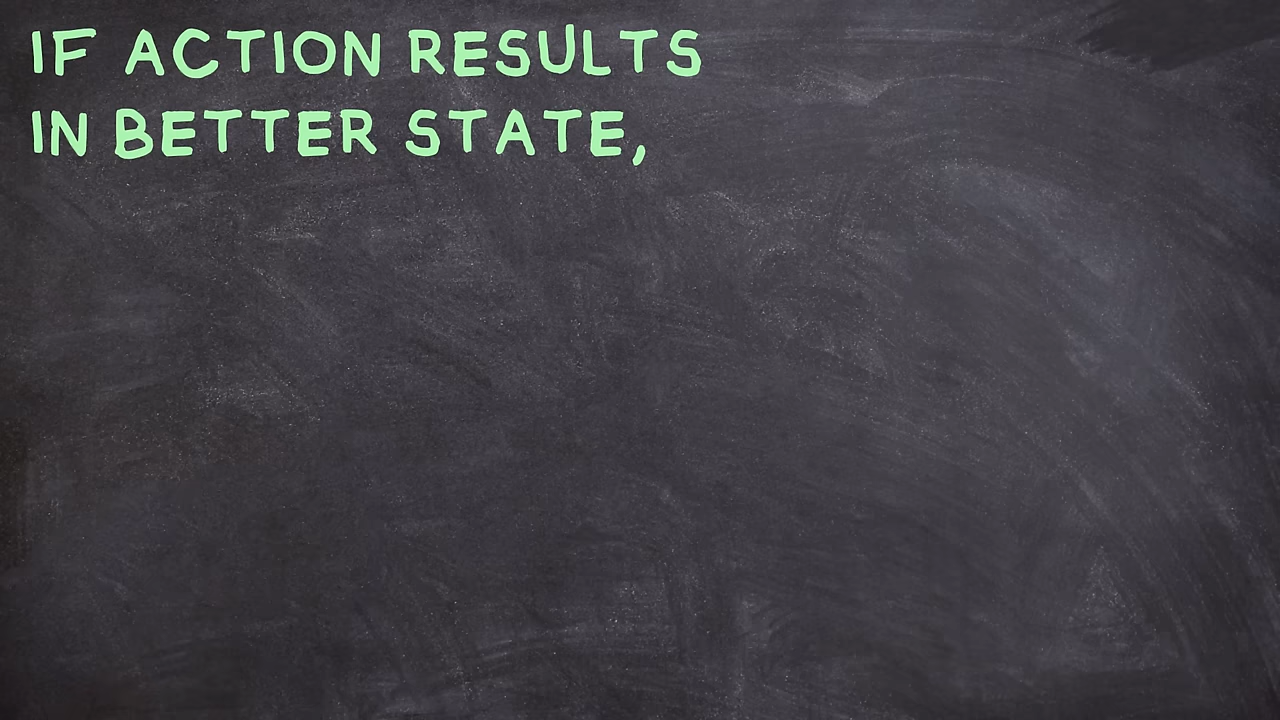 IF ACTION RESULTS
IN BETTER STATE,